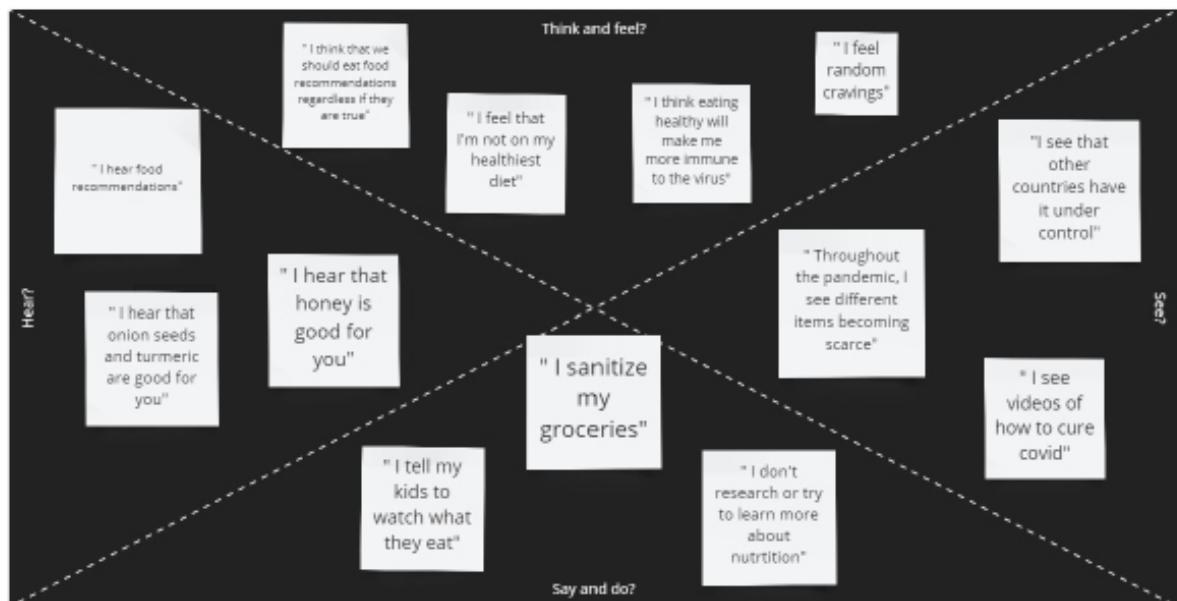 Think and feel?
" I think that we
should eat food
recommendations
regardless if they
are true"
" I feel that
I'm not on my
healthiest
diet"
" I think eating
healthy will
make me
more immune
to the virus"
" I feel
random
cravings"
Hear?
" I hear food
recommendations"
" I hear that
onion seeds
and turmeric
are good for
you"
" I hear that
honey is
good for
you"
"I see that
other
countries have
it under
control"
" Throughout
the pandemic, I
see different
items becoming
scarce"
" I see
videos of
how to cure
covid"
See?
" I sanitize
my
groceries"
" I tell my
kids to
watch what
they eat"
" I don't
research or try
to learn more
about
nutrtition"
Say and do?